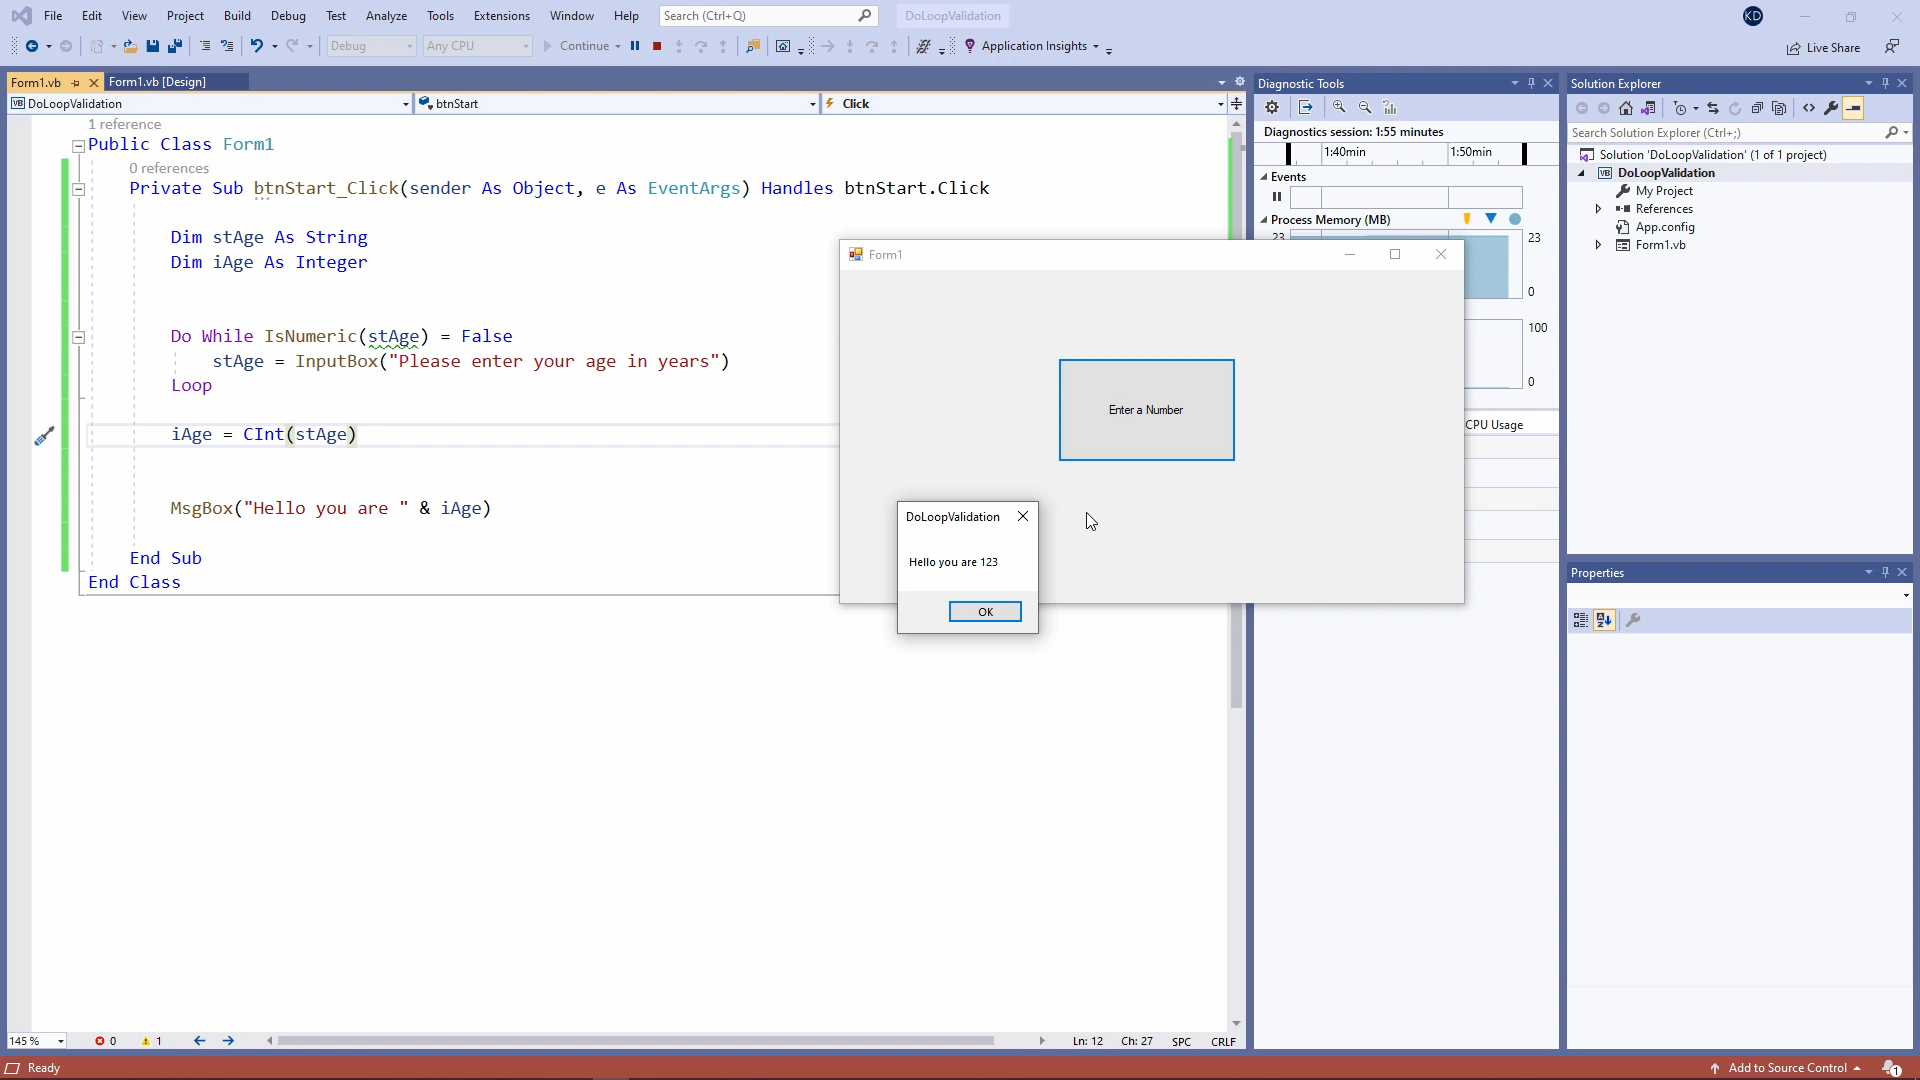 File Edit View Project Build Debug Test Analyze Tools Extensions Window Help Search (Ctrl+Q) DoLoopValidation KD
Debug Any CPU Continue Application Insights Live Share
Form1.vb Form1.vb [Design]
VB DoLoopValidation btnStart Click
1 reference
Public Class Form1
0 references
Private Sub btnStart_Click(sender As Object, e As EventArgs) Handles btnStart.Click
Dim stAge As String
Dim iAge As Integer
Do While IsNumeric(stAge) = False
stAge = InputBox("Please enter your age in years")
Loop
iAge = CInt(stAge)
MsgBox("Hello you are " & iAge)
End Sub
End Class
Form1
Enter a Number
DoLoopValidation
Hello you are 123
OK
Diagnostic Tools
Diagnostics session: 1:55 minutes
1:40min 1:50min
Events
Process Memory (MB)
23 23
0
100
0
CPU Usage
Solution Explorer
Search Solution Explorer (Ctrl+;)
Solution 'DoLoopValidation' (1 of 1 project)
VB DoLoopValidation
My Project
References
App.config
Form1.vb
Properties
145 % 0 1 Ln: 12 Ch: 27 SPC CRLF
Ready Add to Source Control 1